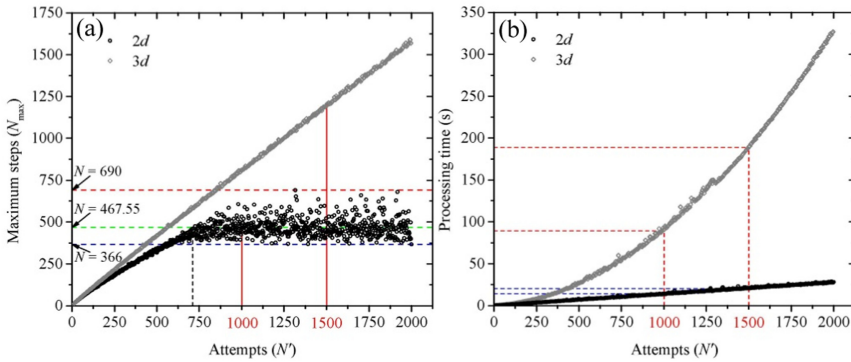 (a)
2d
3d
Maximum steps (Nmax)
1750
1500
1250
1000
750
500
250
0
N = 690
N = 467.55
N = 366
0 250 500 750 1000 1250 1500 1750 2000
Attempts (N')
(b)
2d
3d
Processing time (s)
350
300
250
200
150
100
50
0
0 250 500 750 1000 1250 1500 1750 2000
Attempts (N')